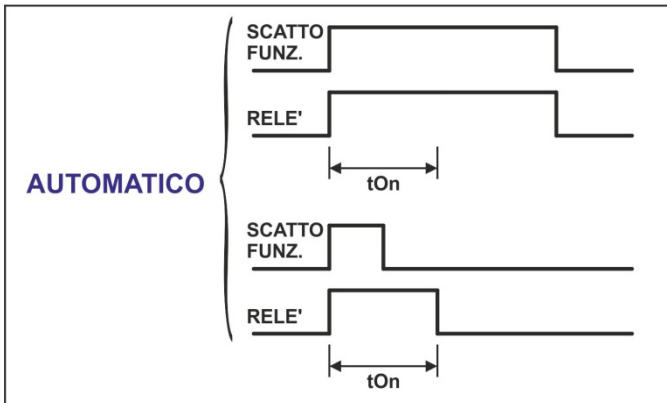 SCATTO
FUNZ.
RELE'
tOn
AUTOMATICO
SCATTO
FUNZ.
RELE'
tOn